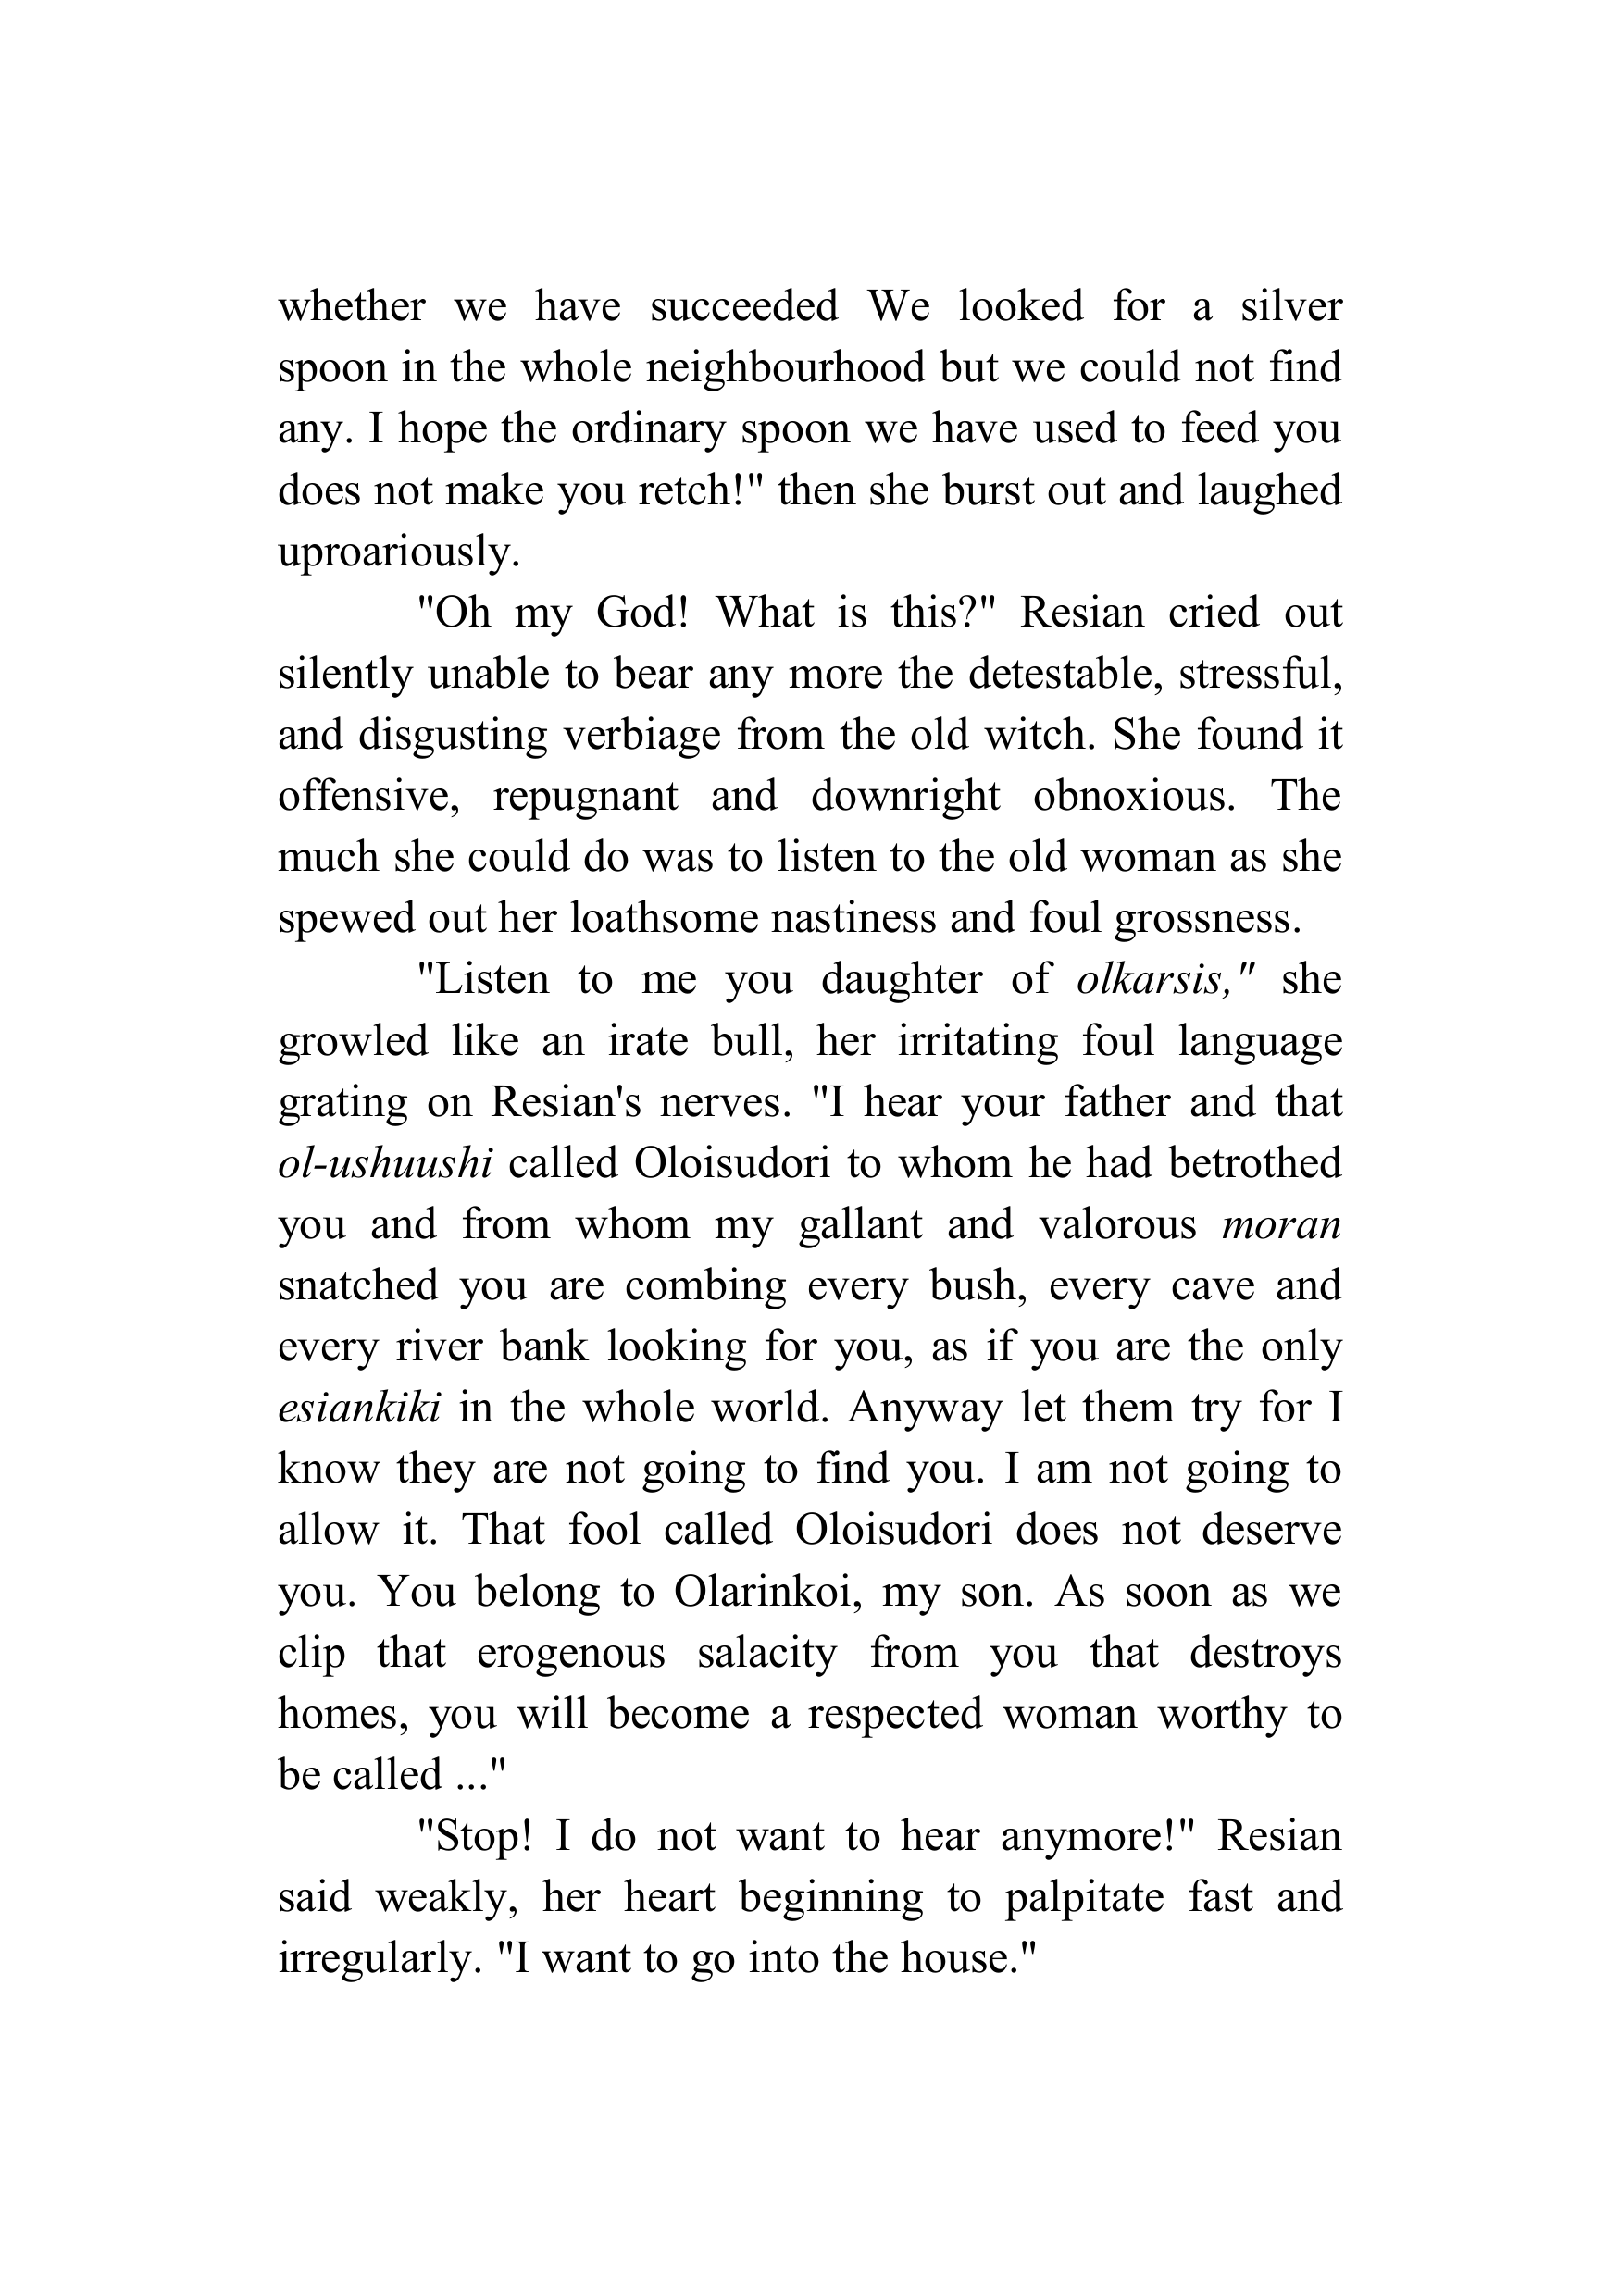 whether we have succeeded We looked for a silver
spoon in the whole neighbourhood but we could not find
any. I hope the ordinary spoon we have used to feed you
does not make you retch!" then she burst out and laughed
uproariously.
"Oh my God! What is this?" Resian cried out
silently unable to bear any more the detestable, stressful,
and disgusting verbiage from the old witch. She found it
offensive, repugnant and downright obnoxious. The
much she could do was to listen to the old woman as she
spewed out her loathsome nastiness and foul grossness.
"Listen to me you daughter of olkarsis," she
growled like an irate bull, her irritating foul language
grating on Resian's nerves. "I hear your father and that
ol-ushuushi called Oloisudori to whom he had betrothed
you and from whom my gallant and valorous moran
snatched you are combing every bush, every cave and
every river bank looking for you, as if you are the only
esiankiki in the whole world. Anyway let them try for I
know they are not going to find you. I am not going to
allow it. That fool called Oloisudori does not deserve
you. You belong to Olarinkoi, my son. As soon as we
clip that erogenous salacity from you that destroys
homes, you will become a respected woman worthy to
be called ..."
"Stop! I do not want to hear anymore!" Resian
said weakly, her heart beginning to palpitate fast and
irregularly. "I want to go into the house."